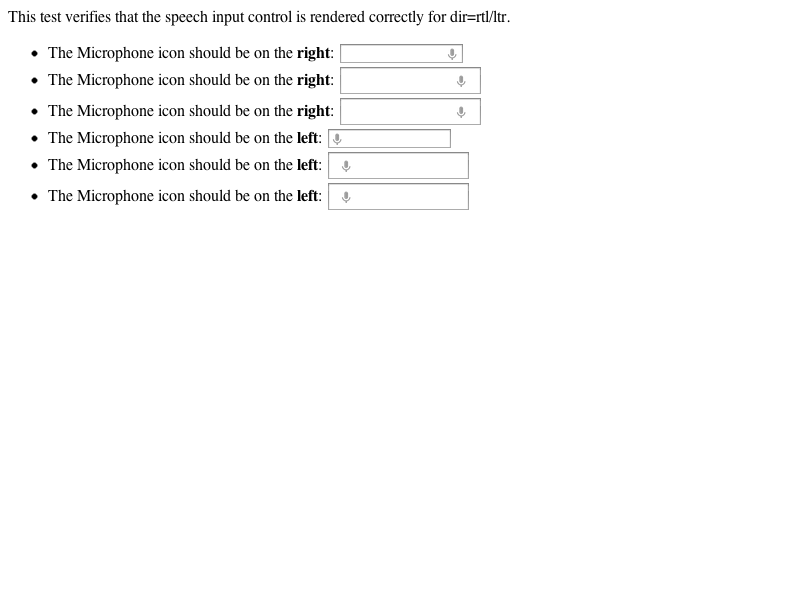 This test verifies that the speech input control is rendered correctly for dir=rtl/ltr.
The Microphone icon should be on the right:
The Microphone icon should be on the right:
The Microphone icon should be on the right:
The Microphone icon should be on the left:
The Microphone icon should be on the left:
The Microphone icon should be on the left: